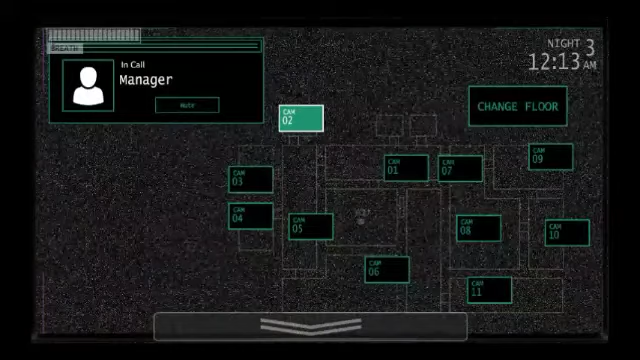 BREATH
In Call
Manager
Mute
NIGHT 3
12:13 AM
CHANGE FLOOR
CAM
02
CAM
01
CAM
07
CAM
09
CAM
03
CAM
04
CAM
05
CAM
08
CAM
10
CAM
06
CAM
11